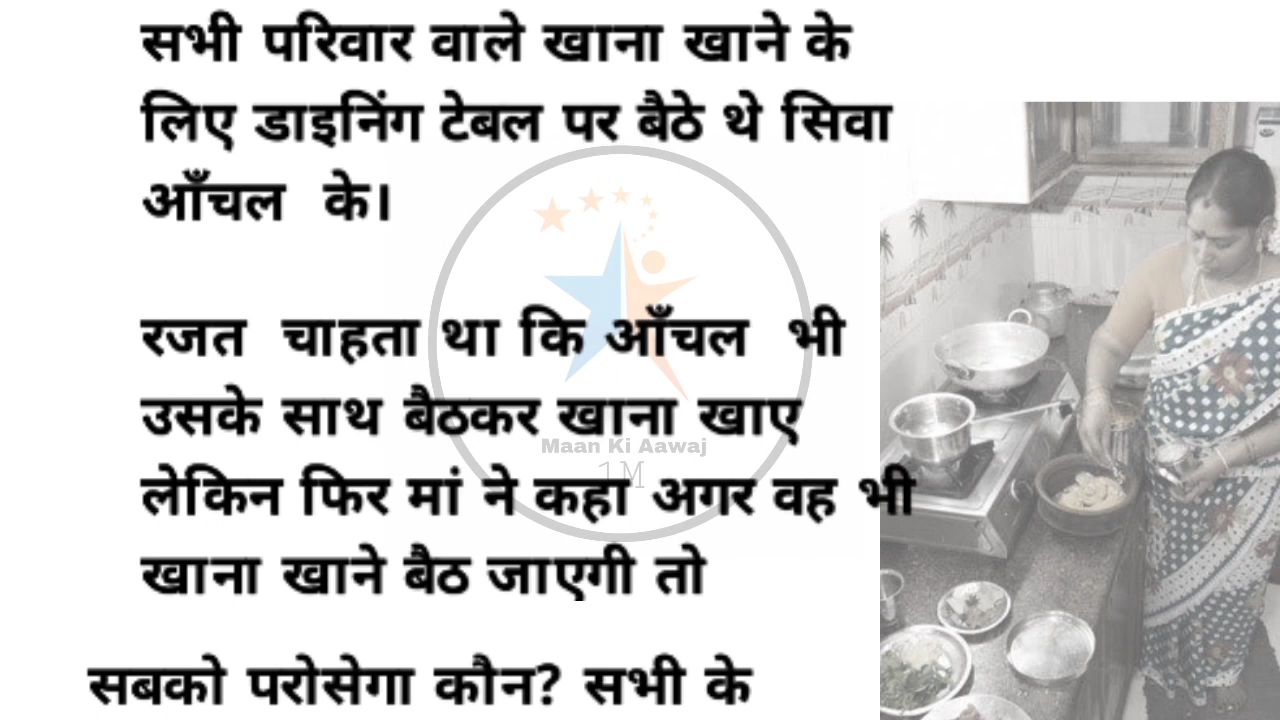 सभी परिवार वाले खाना खाने के
लिए डाइनिंग टेबल पर बैठे थे सिवा
आँचल के।
रजत चाहता था कि आँचल भी
उसके साथ बैठकर खाना खाए
Maan Ki Aawaj
1M
लेकिन फिर मां ने कहा अगर वह भी
खाना खाने बैठ जाएगी तो
सबको परोसेगा कौन? सभी के